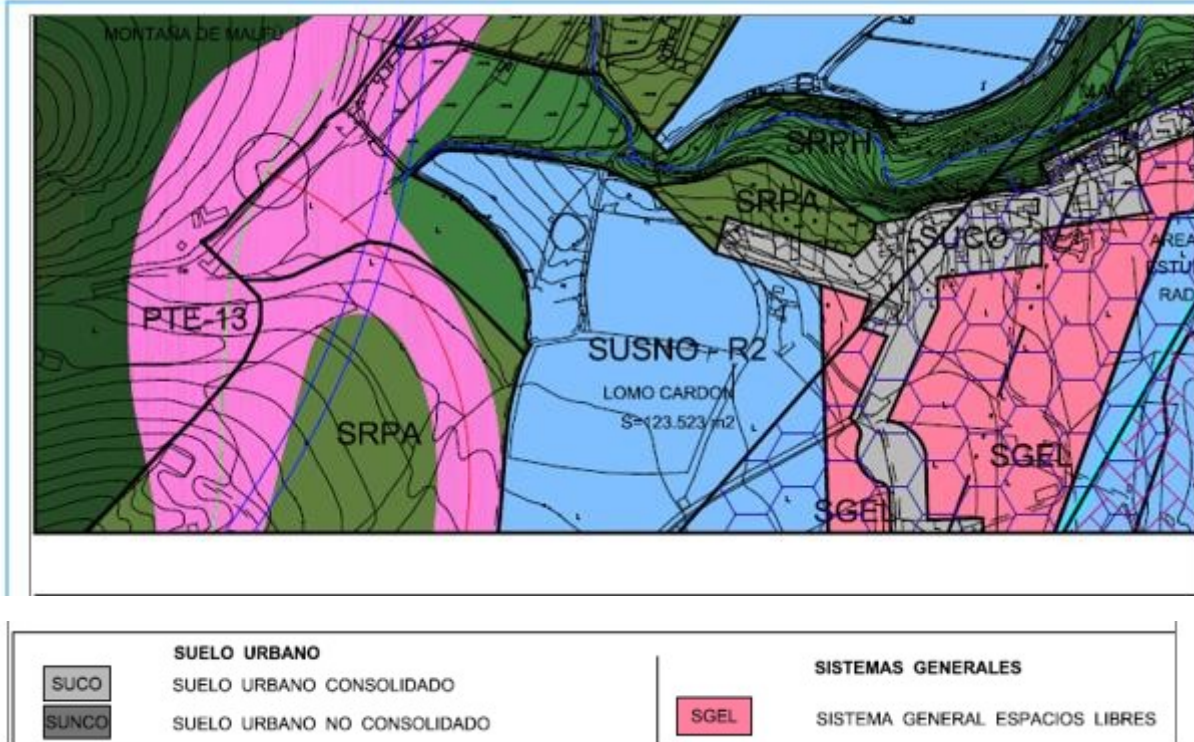 MONTAÑA DE MALFÚ
SRPH
SRPA
SUCO
PTE-13
SUSNO - R2
LOMO CARDON
S=123.523 m2
SRPA
SGEL
SGEL
SUELO URBANO
SUCO SUELO URBANO CONSOLIDADO
SUNCO SUELO URBANO NO CONSOLIDADO
SISTEMAS GENERALES
SGEL SISTEMA GENERAL ESPACIOS LIBRES